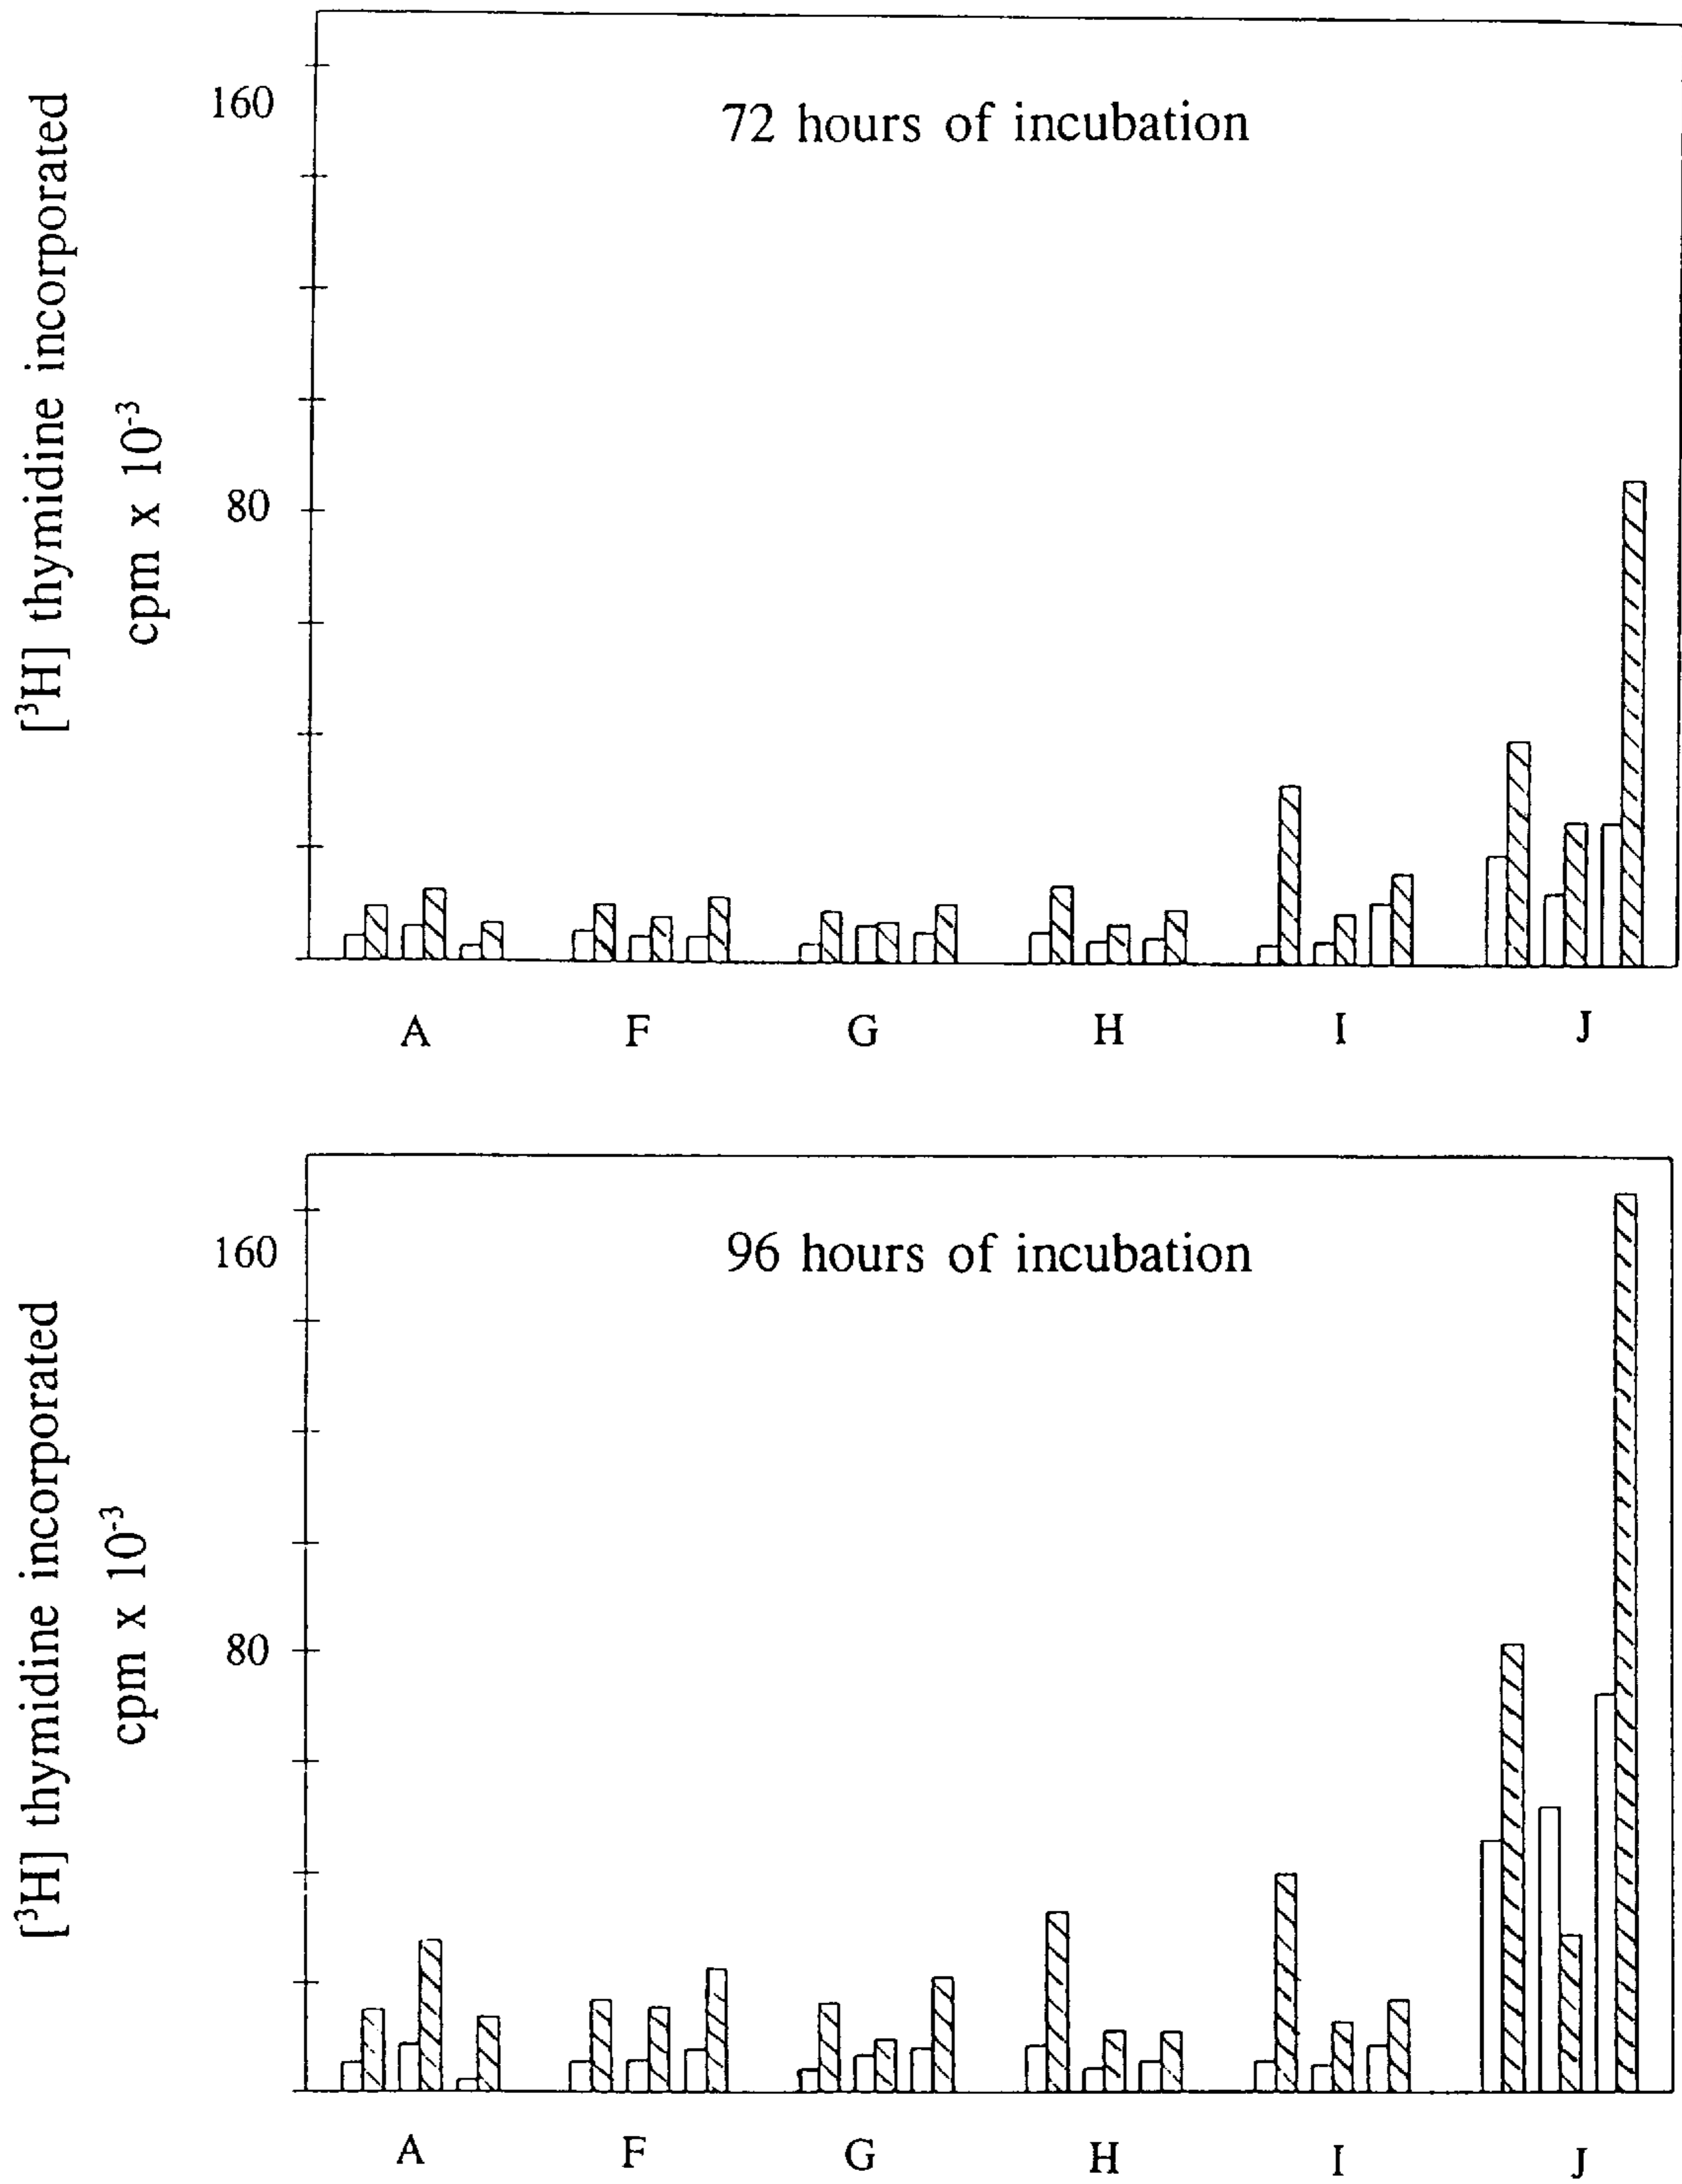 [³H] thymidine incorporated
cpm x 10⁻³
160
80
72 hours of incubation
A F G H I J
[³H] thymidine incorporated
cpm x 10⁻³
160
80
96 hours of incubation
A F G H I J